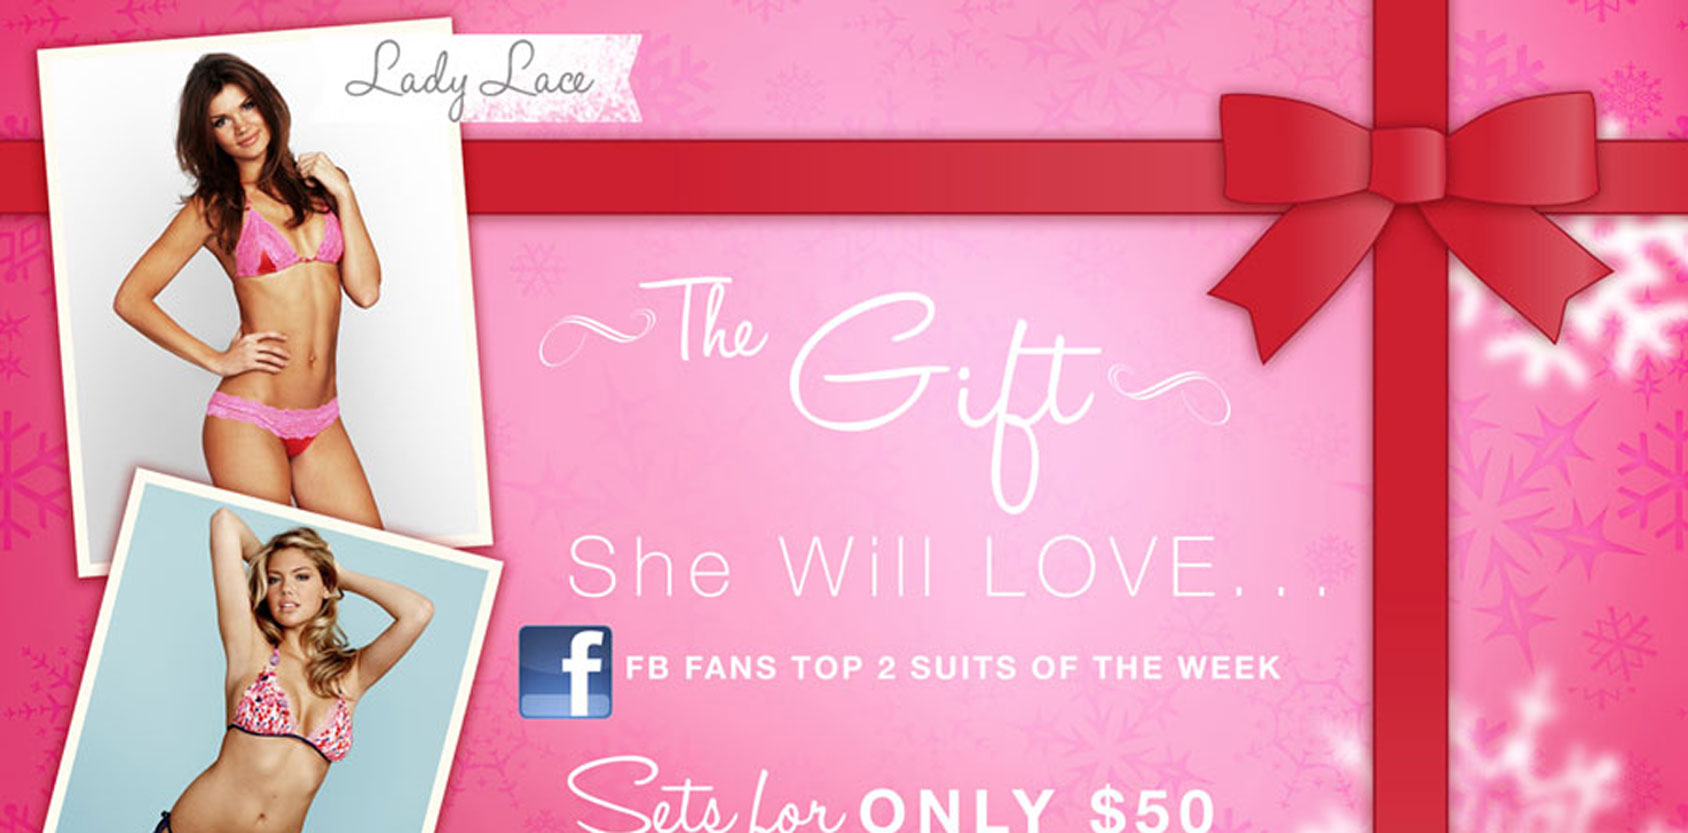 Lady Lace
The Gift
She Will LOVE...
f FB FANS TOP 2 SUITS OF THE WEEK
Sets for ONLY $50